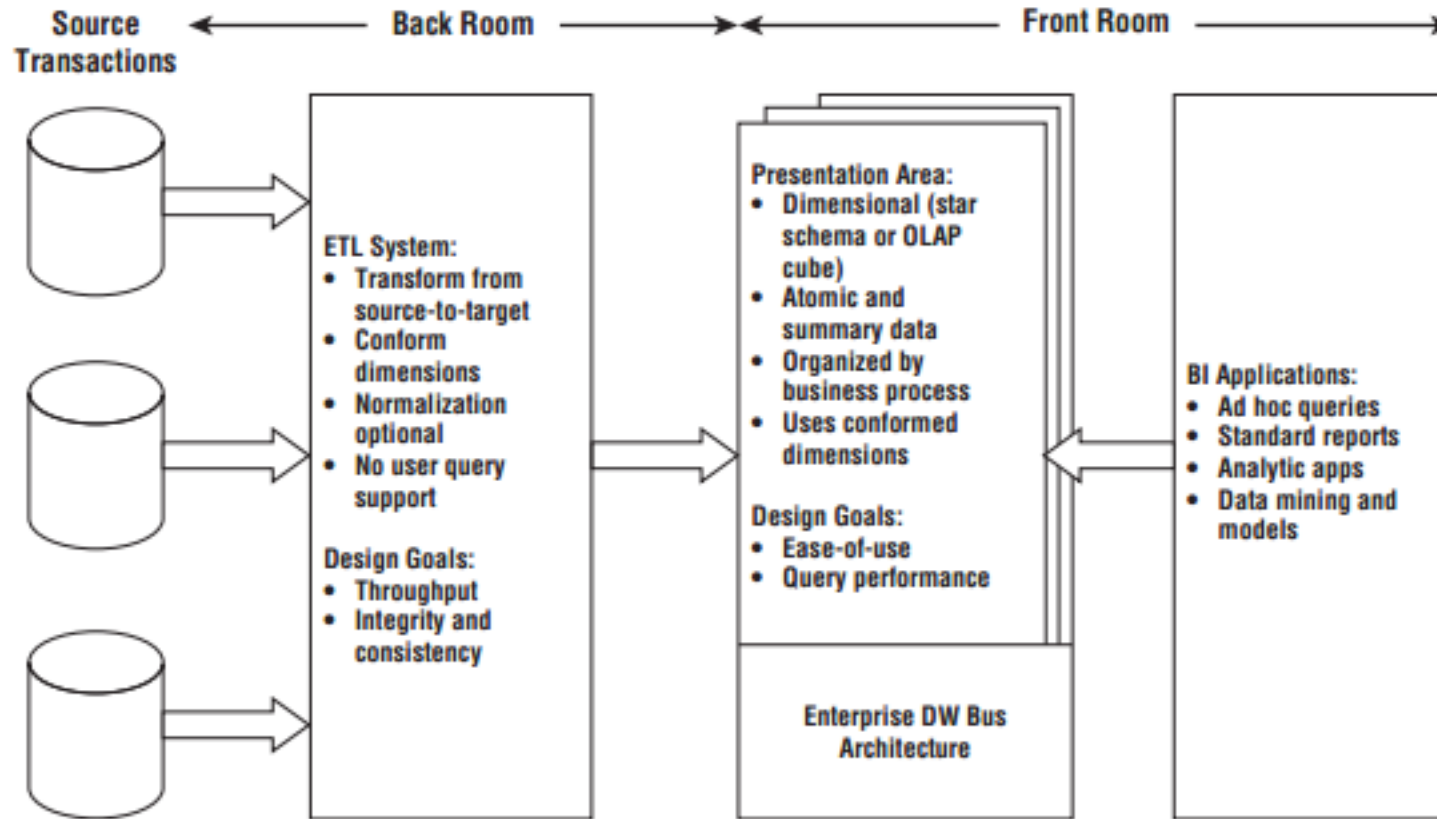 Source
Transactions
Back Room
Front Room
ETL System:
• Transform from
source-to-target
• Conform
dimensions
• Normalization
optional
• No user query
support
Design Goals:
• Throughput
• Integrity and
consistency
Presentation Area:
• Dimensional (star
schema or OLAP
cube)
• Atomic and
summary data
• Organized by
business process
• Uses conformed
dimensions
Design Goals:
• Ease-of-use
• Query performance
Enterprise DW Bus
Architecture
BI Applications:
• Ad hoc queries
• Standard reports
• Analytic apps
• Data mining and
models